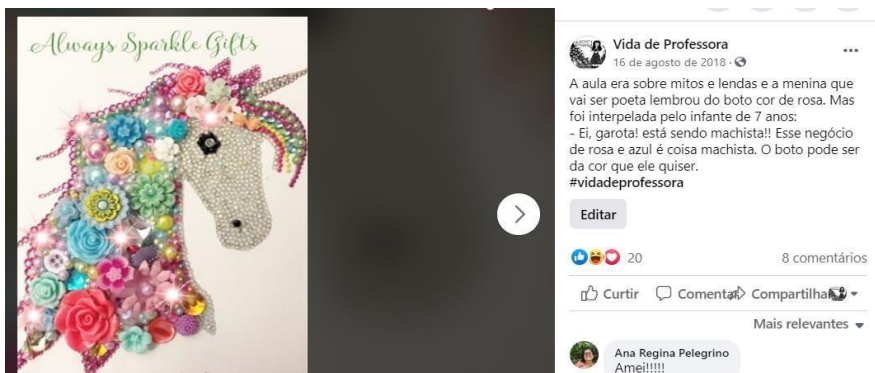 Always Sparkle Gifts
Vida de Professora
16 de agosto de 2018 ·
A aula era sobre mitos e lendas e a menina que
vai ser poeta lembrou do boto cor de rosa. Mas
foi interpelada pelo infante de 7 anos:
- Ei, garota! está sendo machista!! Esse negócio
de rosa e azul é coisa machista. O boto pode ser
da cor que ele quiser.
#vidadeprofessora
Editar
20 8 comentários
Curtir Comentar Compartilhar
Mais relevantes
Ana Regina Pelegrino
Amei!!!!!